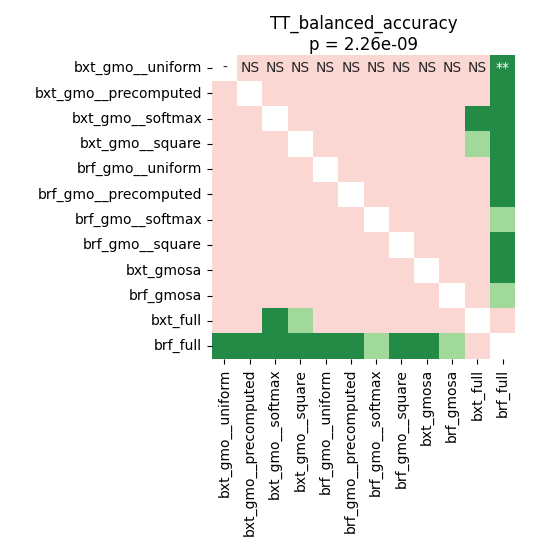 TT_balanced_accuracy
p = 2.26e-09
bxt_gmo__uniform
- NS NS NS NS NS NS NS NS NS NS **
bxt_gmo__precomputed
bxt_gmo__softmax
bxt_gmo__square
brf_gmo__uniform
brf_gmo__precomputed
brf_gmo__softmax
brf_gmo__square
bxt_gmosa
brf_gmosa
bxt_full
brf_full
bxt_gmo__uniform
bxt_gmo__precomputed
bxt_gmo__softmax
bxt_gmo__square
brf_gmo__uniform
brf_gmo__precomputed
brf_gmo__softmax
brf_gmo__square
bxt_gmosa
brf_gmosa
bxt_full
brf_full